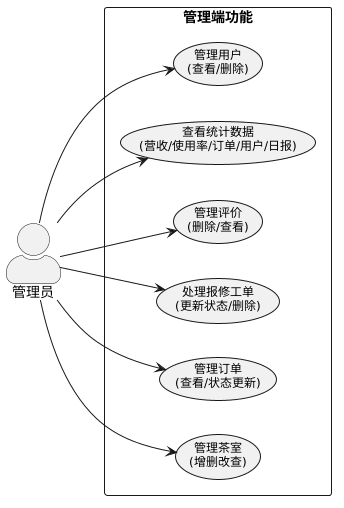 管理端功能
管理用户
(查看/删除)
查看统计数据
(营收/使用率/订单/用户/日报)
管理评价
(删除/查看)
处理报修工单
(更新状态/删除)
管理员
管理订单
(查看/状态更新)
管理茶室
(增删改查)